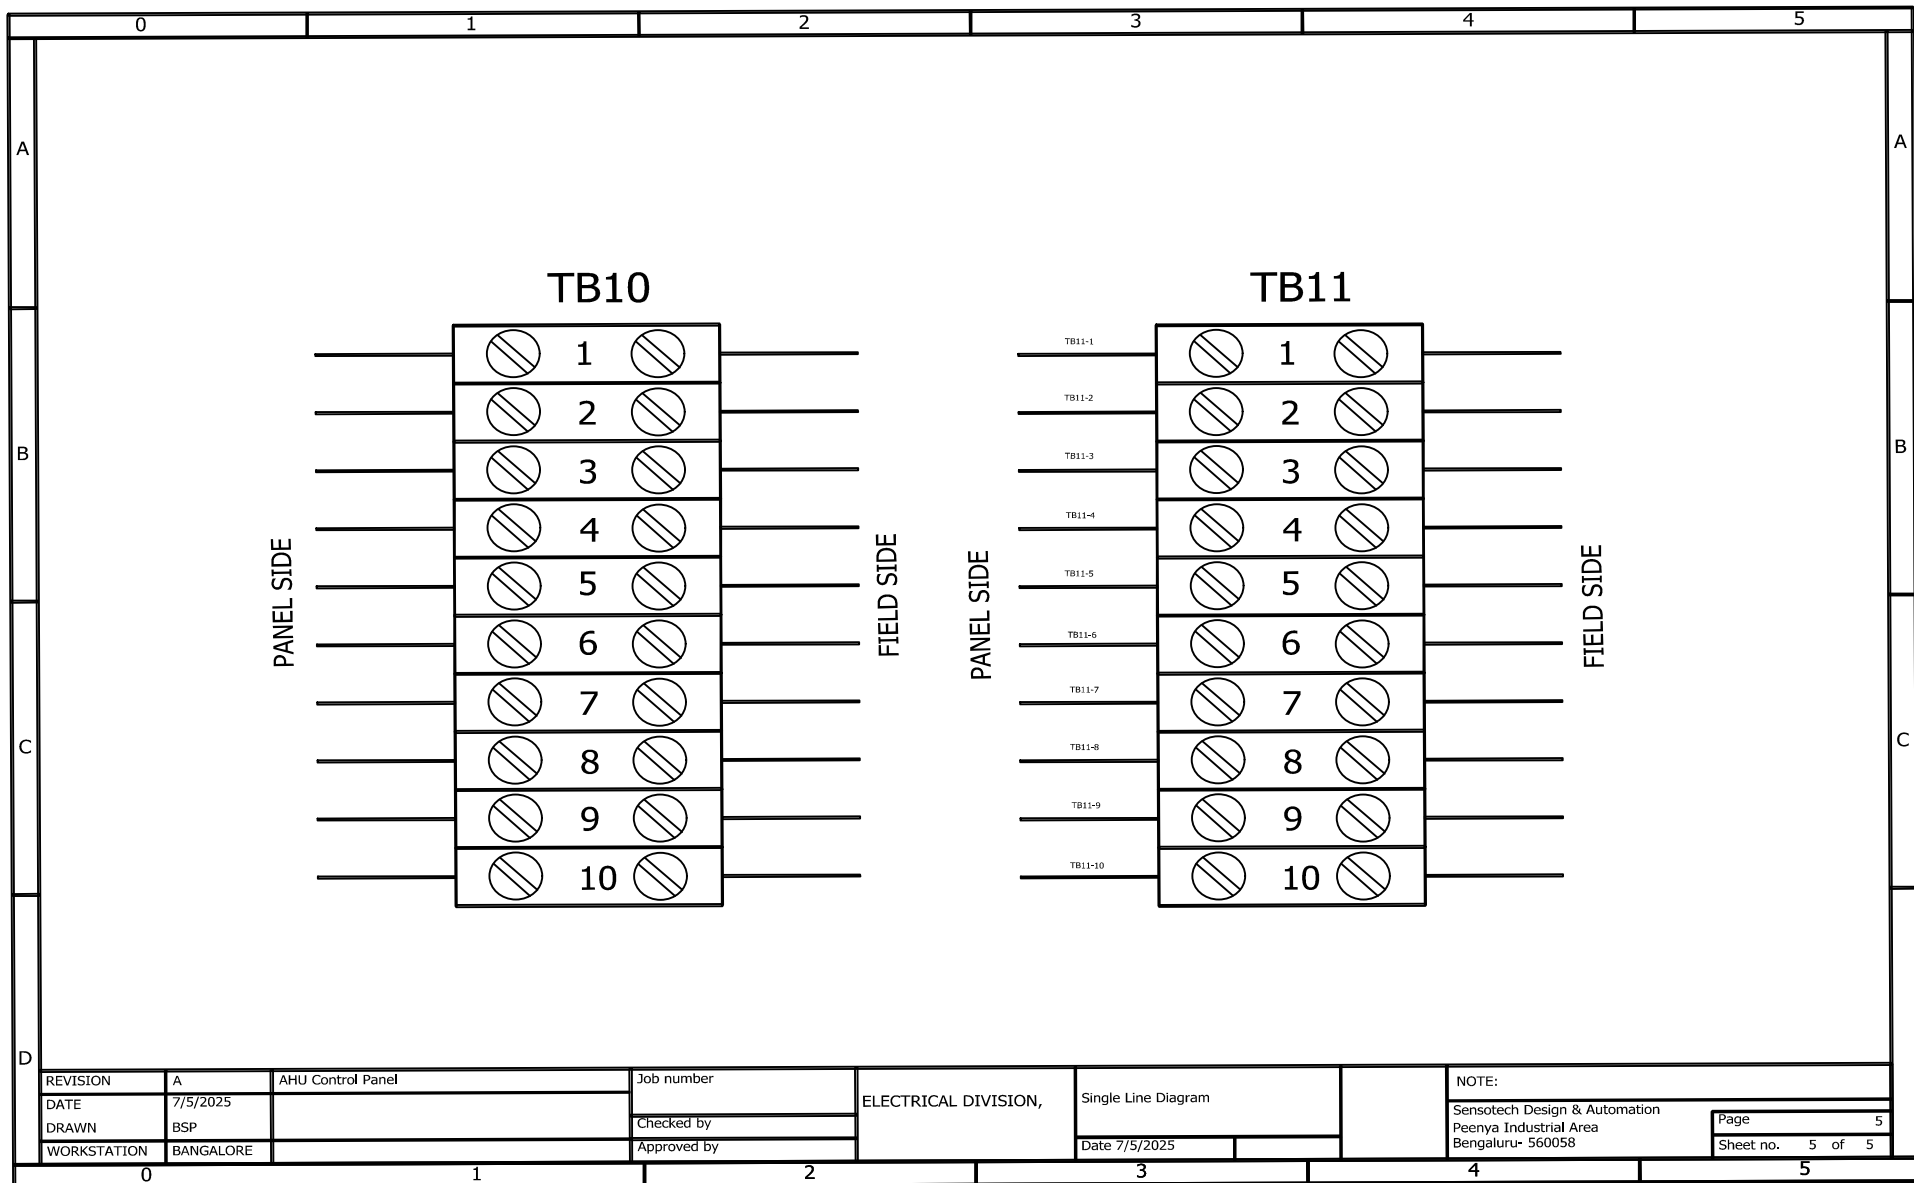 0 1 2 3 4 5
A A
TB10 TB11
TB11-1
1 1
TB11-2
2 2
B B
TB11-3
3 3
TB11-4
4 4
PANEL SIDE FIELD SIDE PANEL SIDE FIELD SIDE
TB11-5
5 5
TB11-6
6 6
TB11-7
7 7
C C
TB11-8
8 8
TB11-9
9 9
TB11-10
10 10
D
REVISION A AHU Control Panel Job number
DATE 7/5/2025
DRAWN BSP Checked by
WORKSTATION BANGALORE Approved by
ELECTRICAL DIVISION,
Single Line Diagram
Date 7/5/2025
NOTE:
Sensotech Design & Automation
Peenya Industrial Area
Bengaluru- 560058
Page 5
Sheet no. 5 of 5
0 1 2 3 4 5